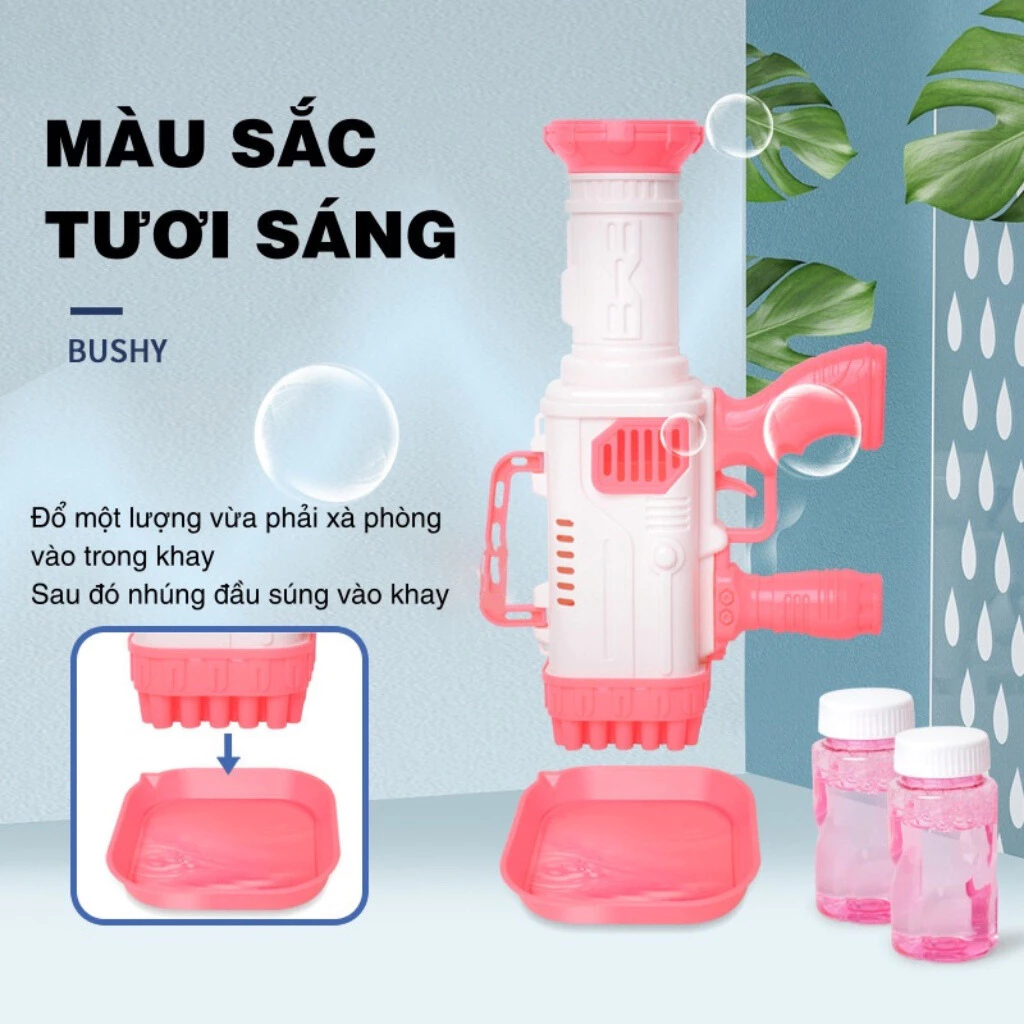 MÀU SẮC
TƯƠI SÁNG
BUSHY
Đổ một lượng vừa phải xà phòng
vào trong khay
Sau đó nhúng đầu súng vào khay